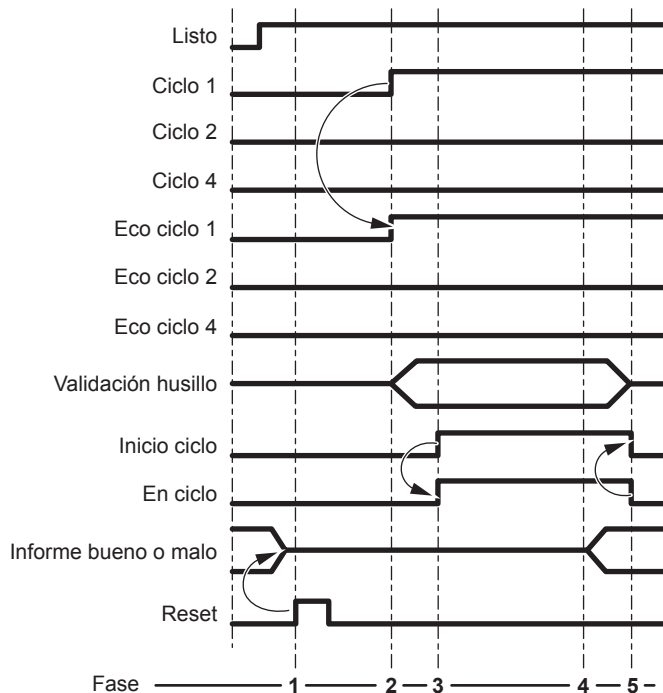 Listo
Ciclo 1
Ciclo 2
Ciclo 4
Eco ciclo 1
Eco ciclo 2
Eco ciclo 4
Validación husillo
Inicio ciclo
En ciclo
Informe bueno o malo
Reset
Fase 1 2 3 4 5